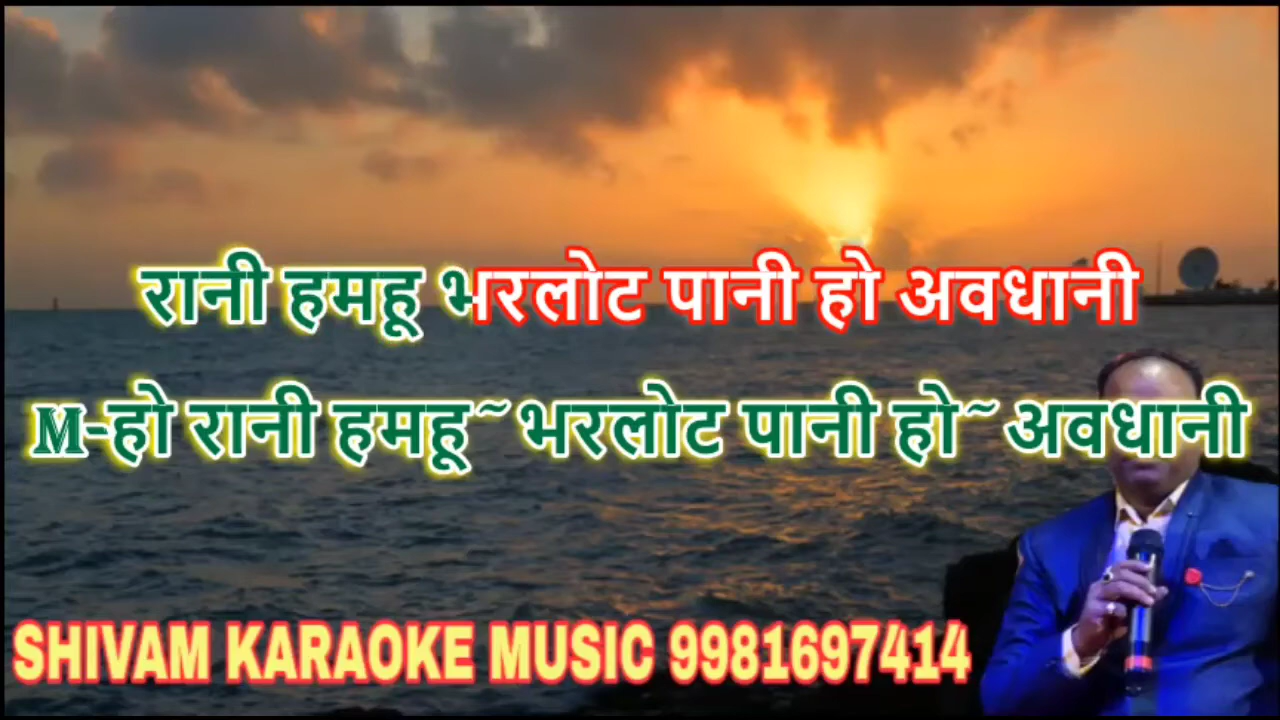 रानी हमहू भरलोट पानी हो अवधानी
M-हो रानी हमहू~भरलोट पानी हो~अवधानी
SHIVAM KARAOKE MUSIC 9981697414